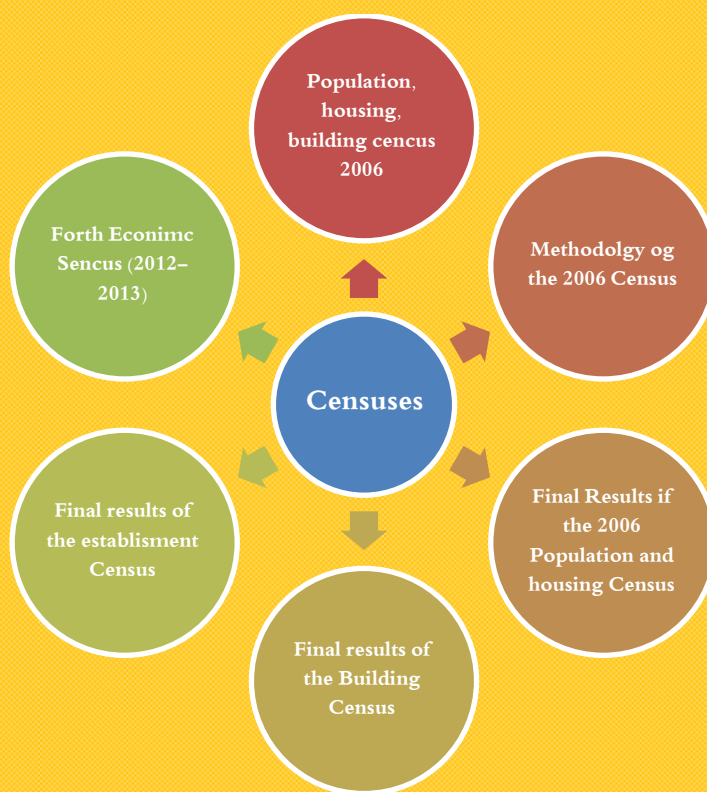 Population,
housing,
building cencus
2006
Methodolgy og
the 2006 Census
Final Results if
the 2006
Population and
housing Census
Final results of
the Building
Census
Final results of
the establisment
Census
Forth Econimc
Sencus (2012–
2013)
Censuses